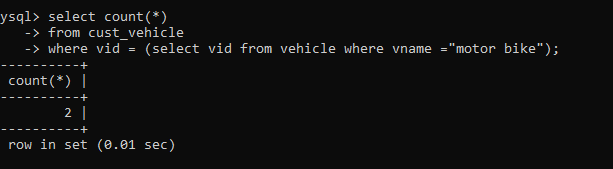 ysql> select count(*)
-> from cust_vehicle
-> where vid = (select vid from vehicle where vname ="motor bike");
----------+
count(*) |
----------+
2 |
----------+
row in set (0.01 sec)